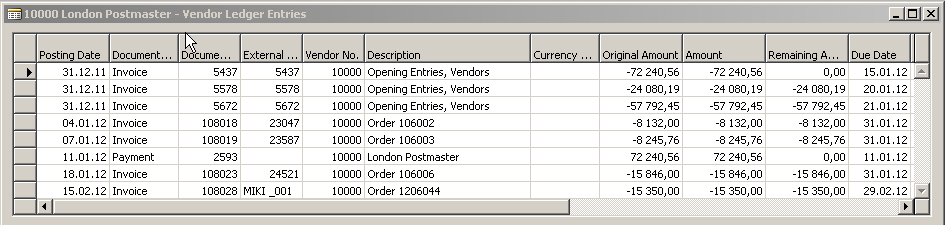 10000 London Postmaster - Vendor Ledger Entries
Posting Date Document... Docume... External ... Vendor No. Description Currency ... Original Amount Amount Remaining A... Due Date
31.12.11 Invoice 5437 5437 10000 Opening Entries, Vendors -72 240,56 -72 240,56 0,00 15.01.12
31.12.11 Invoice 5578 5578 10000 Opening Entries, Vendors -24 080,19 -24 080,19 -24 080,19 20.01.12
31.12.11 Invoice 5672 5672 10000 Opening Entries, Vendors -57 792,45 -57 792,45 -57 792,45 21.01.12
04.01.12 Invoice 108018 23047 10000 Order 106002 -8 132,00 -8 132,00 -8 132,00 31.01.12
07.01.12 Invoice 108019 23587 10000 Order 106003 -8 245,76 -8 245,76 -8 245,76 31.01.12
11.01.12 Payment 2593 10000 London Postmaster 72 240,56 72 240,56 0,00 11.01.12
18.01.12 Invoice 108023 24521 10000 Order 106006 -15 846,00 -15 846,00 -15 846,00 31.01.12
15.02.12 Invoice 108028 MIKI _001 10000 Order 1206044 -15 350,00 -15 350,00 -15 350,00 29.02.12